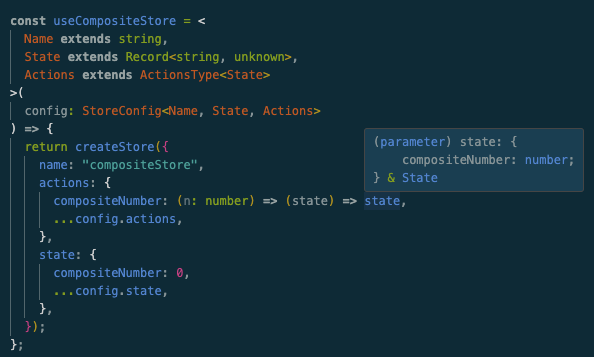 const useCompositeStore = <
  Name extends string,
  State extends Record<string, unknown>,
  Actions extends ActionsType<State>
>(
  config: StoreConfig<Name, State, Actions>
) => {
  return createStore({
    name: "compositeStore",
    actions: {
      compositeNumber: (n: number) => (state) => state,
      ...config.actions,
    },
    state: {
      compositeNumber: 0,
      ...config.state,
    },
  });
};
(parameter) state: {
    compositeNumber: number;
} & State